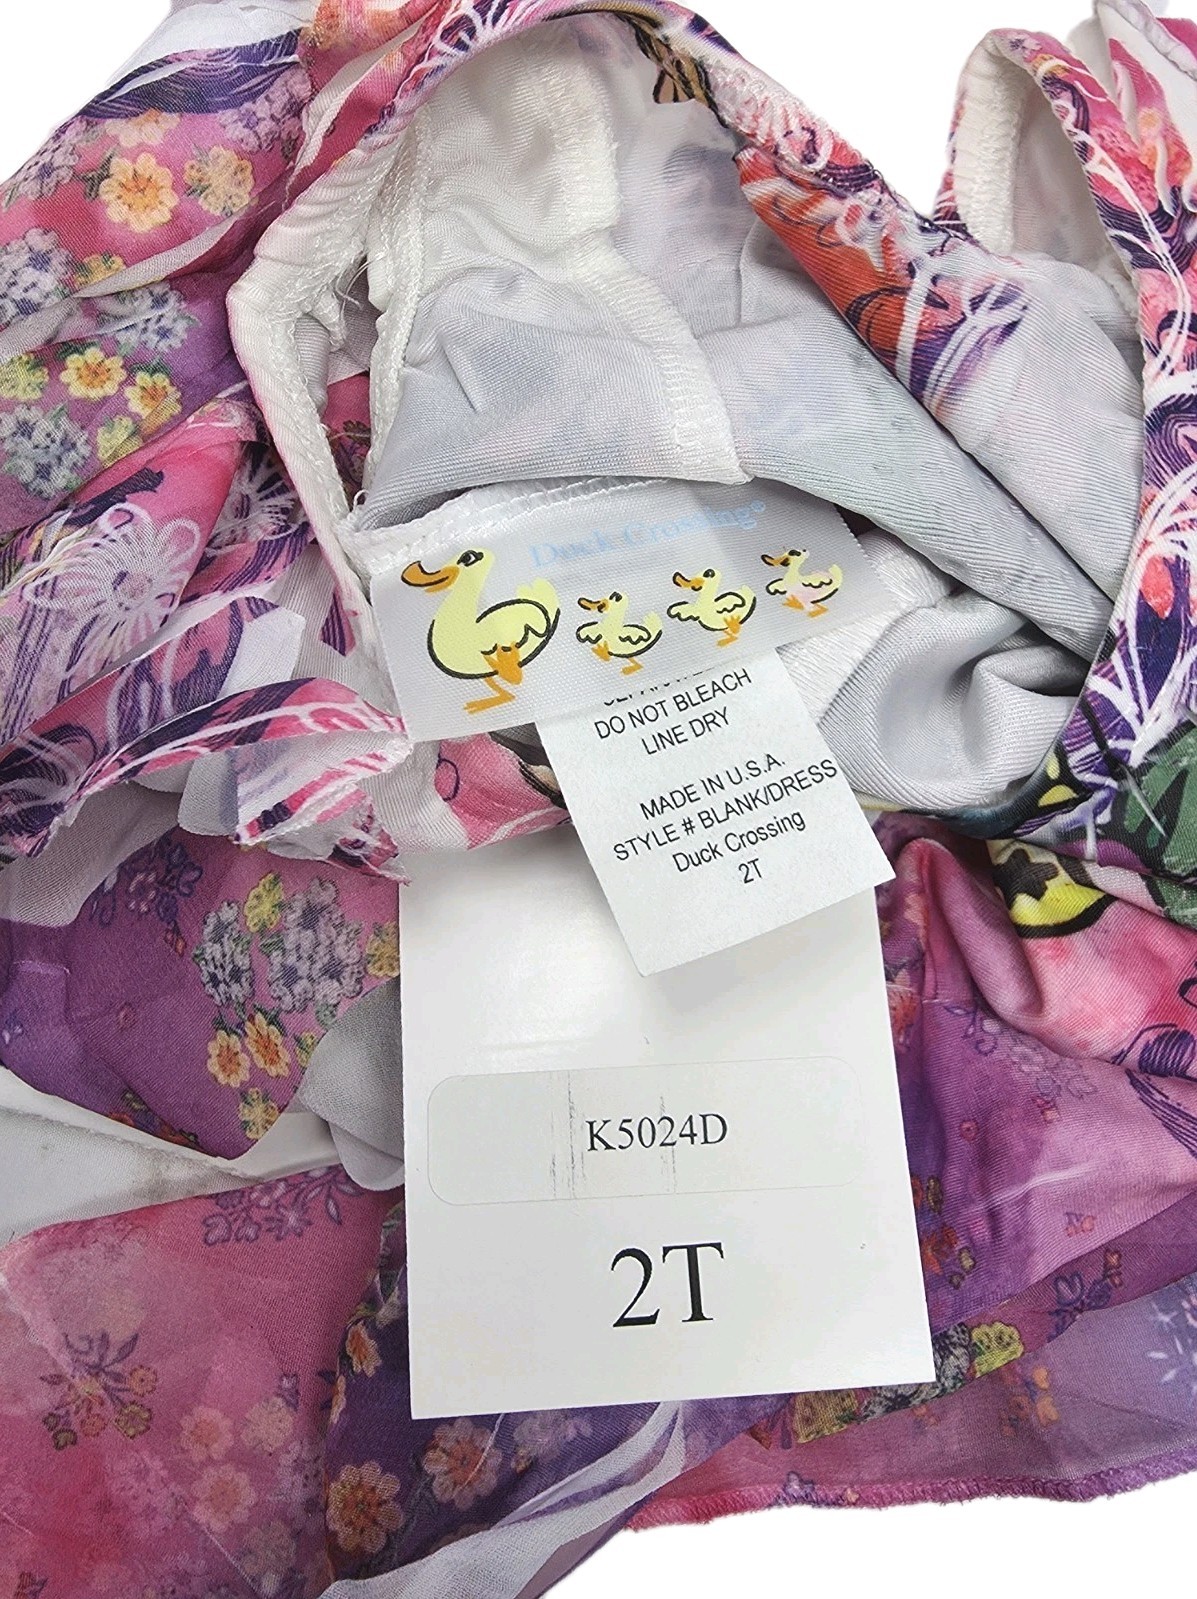 Duck Crossing®
DO NOT BLEACH
LINE DRY
MADE IN U.S.A.
STYLE # BLANK/DRESS
Duck Crossing
2T
K5024D
2T